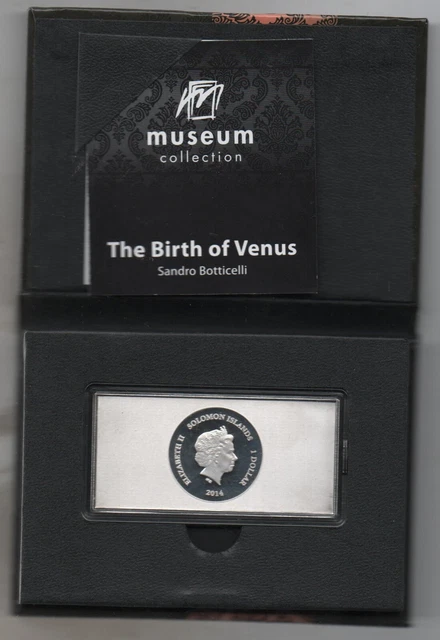 museum
collection
The Birth of Venus
Sandro Botticelli
ELIZABETH II SOLOMON ISLANDS 1 DOLLAR
2014